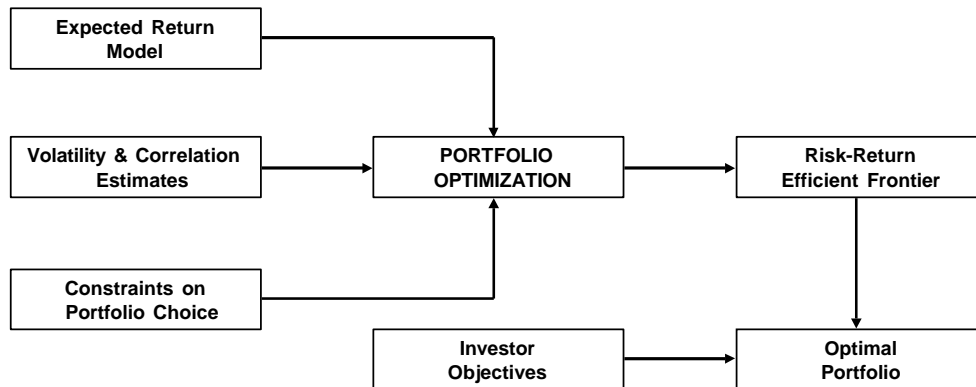 Expected Return
Model
Volatility & Correlation
Estimates
PORTFOLIO
OPTIMIZATION
Risk-Return
Efficient Frontier
Constraints on
Portfolio Choice
Investor
Objectives
Optimal
Portfolio